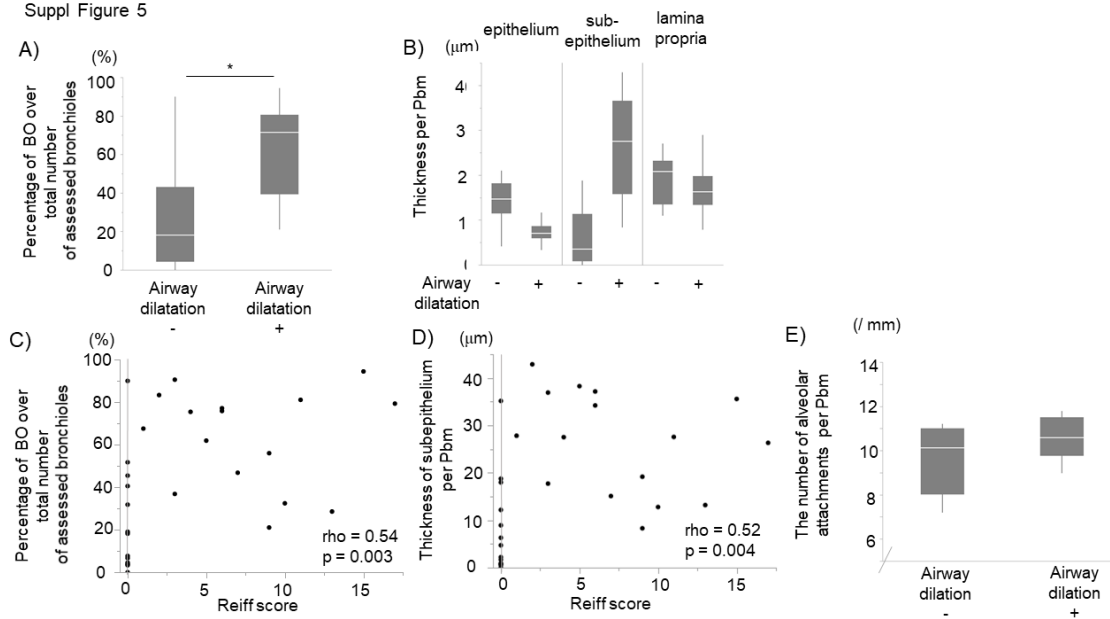 Suppl Figure 5
A)
(%)
*
Percentage of BO over
total number
of assessed bronchioles
100
80
60
40
20
0
Airway
dilatation
-
Airway
dilatation
+
B)
(μm)
epithelium
sub-
epithelium
lamina
propria
Thickness per Pbm
4
3
2
1
Airway
dilatation
- + - + - +
C)
(%)
Percentage of BO over
total number
of assessed bronchioles
100
80
60
40
20
0
0 5 10 15
Reiff score
rho = 0.54
p = 0.003
D)
(μm)
Thickness of subepithelium
per Pbm
40
30
20
10
0
0 5 10 15
Reiff score
rho = 0.52
p = 0.004
E)
(/ mm)
The number of alveolar
attachments per Pbm
14
12
10
8
6
Airway
dilation
-
Airway
dilation
+